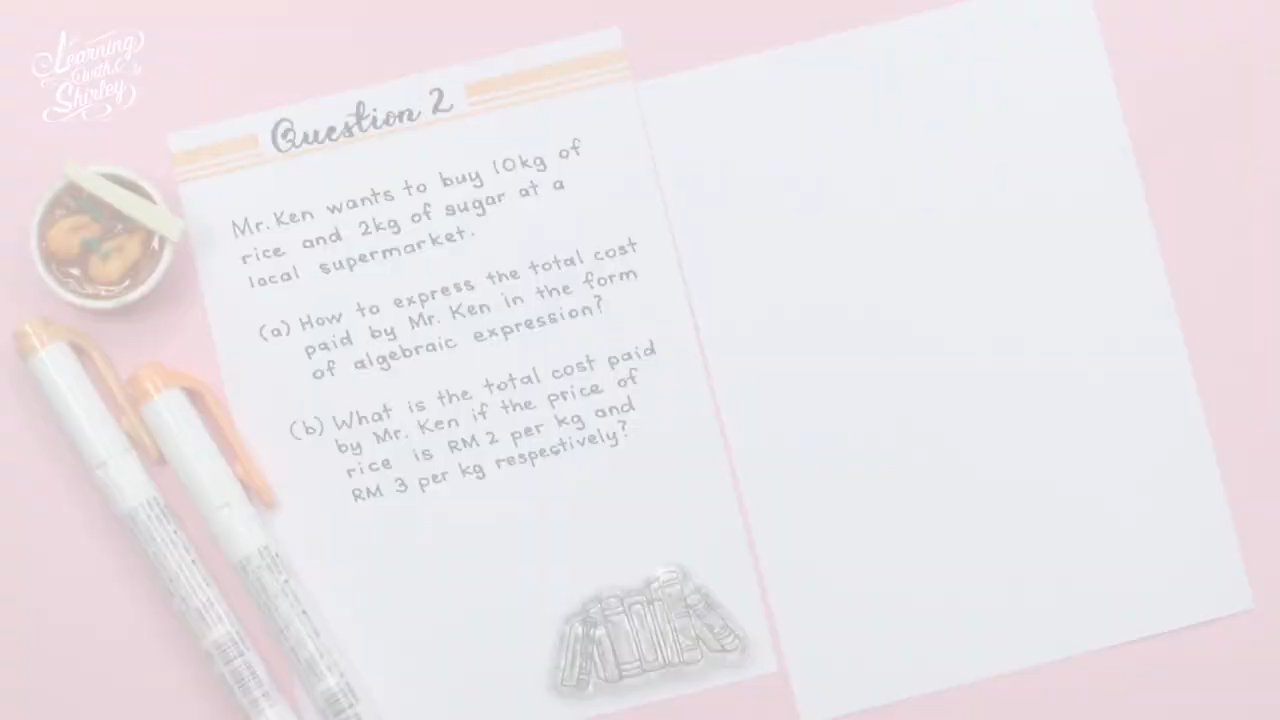 Learning
With
Shirley
Question 2
Mr. Ken wants to buy 10kg of
rice and 2kg of sugar at a
local supermarket.
(a) How to express the total cost
paid by Mr. Ken in the form
of algebraic expression?
(b) What is the total cost paid
by Mr. Ken if the price of
rice is RM 2 per kg and
RM 3 per kg respectively?